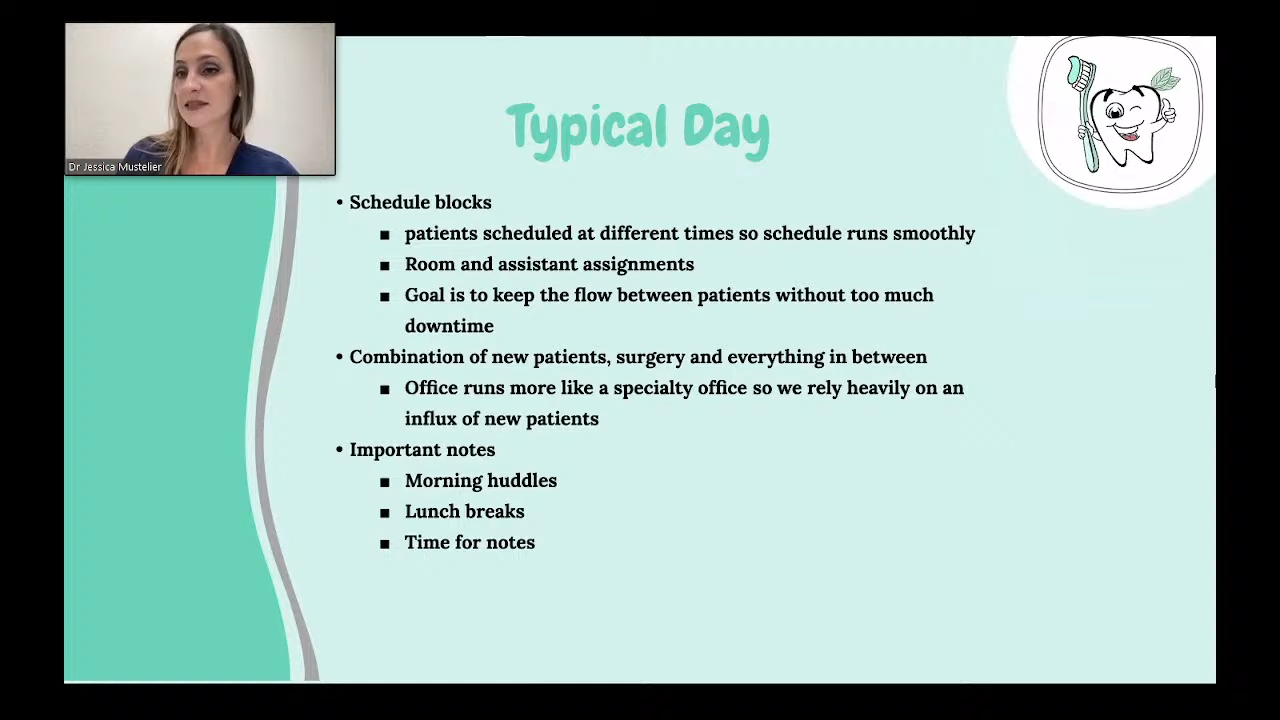 Dr Jessica Mustelier
Typical Day
• Schedule blocks
▪ patients scheduled at different times so schedule runs smoothly
▪ Room and assistant assignments
▪ Goal is to keep the flow between patients without too much
downtime
• Combination of new patients, surgery and everything in between
▪ Office runs more like a specialty office so we rely heavily on an
influx of new patients
• Important notes
▪ Morning huddles
▪ Lunch breaks
▪ Time for notes